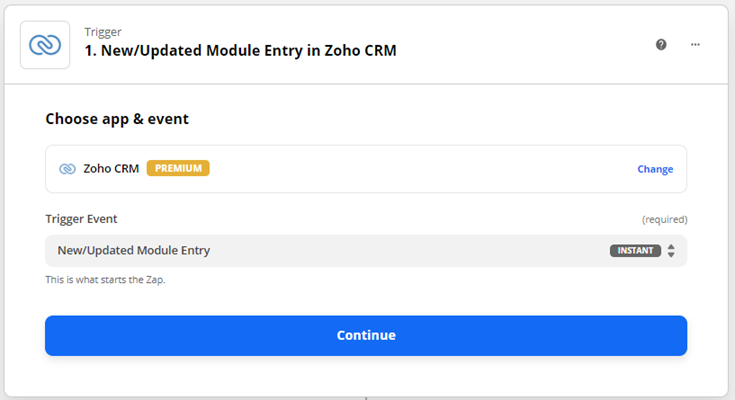 Trigger
1. New/Updated Module Entry in Zoho CRM
Choose app & event
Zoho CRM PREMIUM Change
Trigger Event (required)
New/Updated Module Entry INSTANT
This is what starts the Zap.
Continue